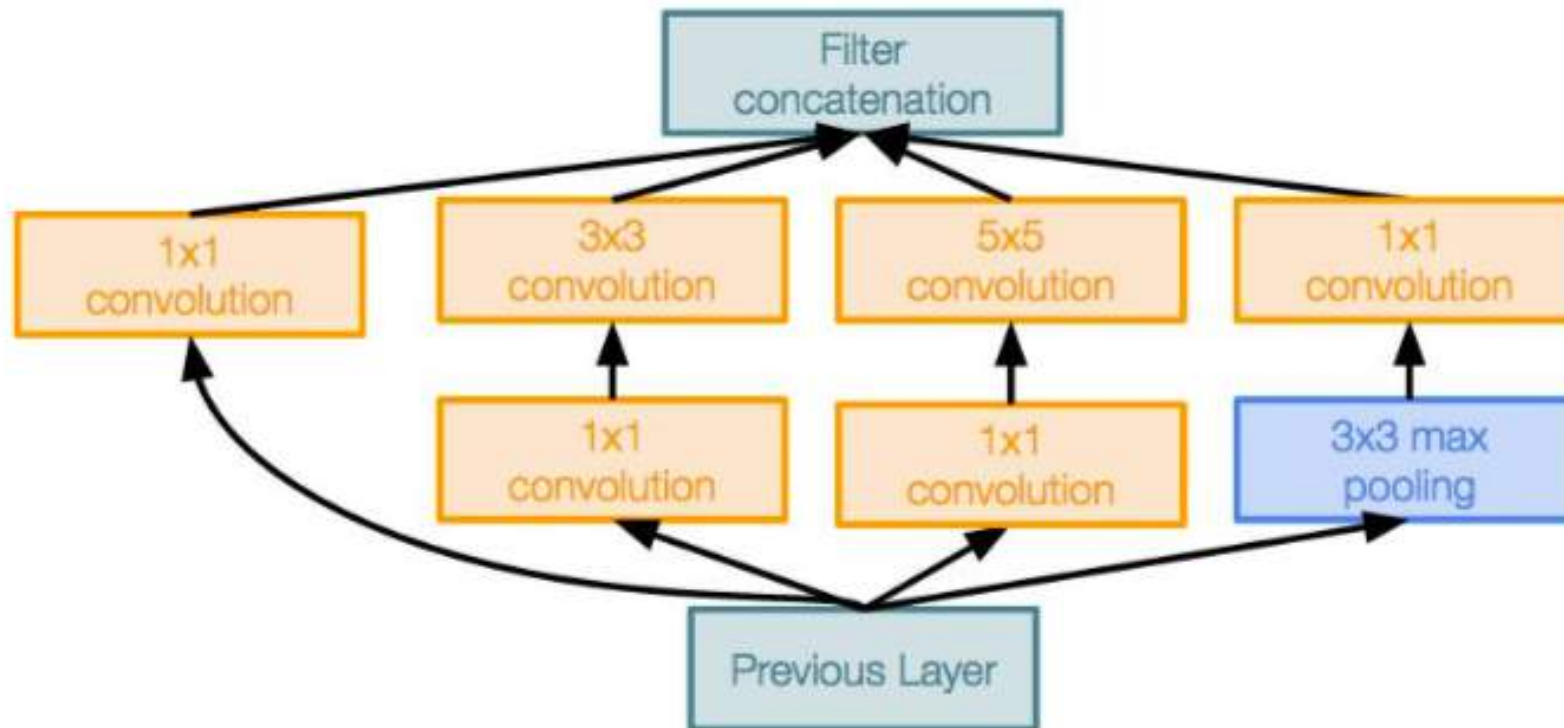 Filter
concatenation
1x1
convolution
3x3
convolution
5x5
convolution
1x1
convolution
1x1
convolution
1x1
convolution
3x3 max
pooling
Previous Layer